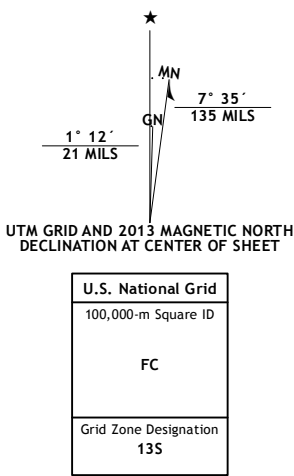 ★
MN
GN
7° 35´
135 MILS
1° 12´
21 MILS
UTM GRID AND 2013 MAGNETIC NORTH
DECLINATION AT CENTER OF SHEET
U.S. National Grid
100,000-m Square ID
FC
Grid Zone Designation
13S